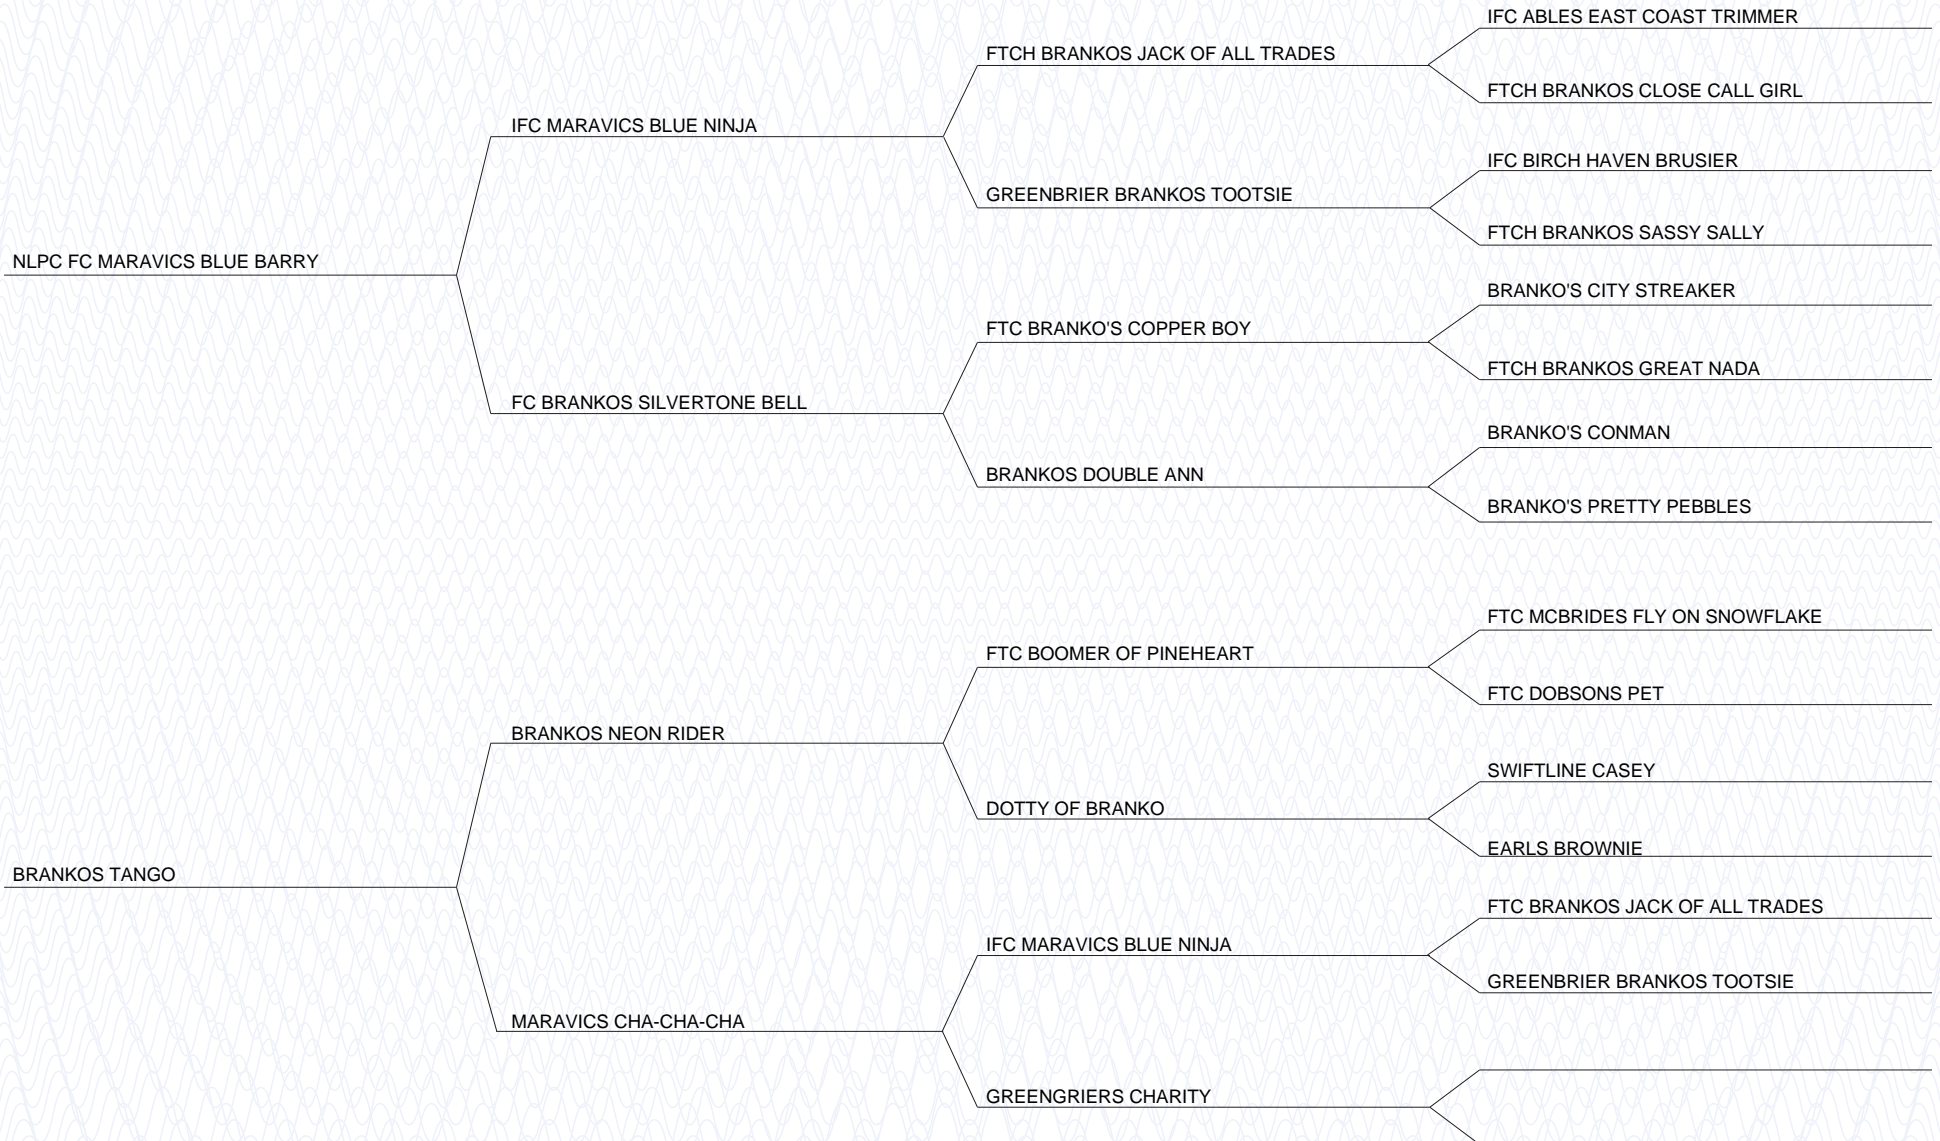 IFC ABLES EAST COAST TRIMMER
FTCH BRANKOS JACK OF ALL TRADES
FTCH BRANKOS CLOSE CALL GIRL
IFC MARAVICS BLUE NINJA
IFC BIRCH HAVEN BRUSIER
GREENBRIER BRANKOS TOOTSIE
FTCH BRANKOS SASSY SALLY
NLPC FC MARAVICS BLUE BARRY
BRANKO'S CITY STREAKER
FTC BRANKO'S COPPER BOY
FTCH BRANKOS GREAT NADA
FC BRANKOS SILVERTONE BELL
BRANKO'S CONMAN
BRANKOS DOUBLE ANN
BRANKO'S PRETTY PEBBLES
FTC MCBRIDES FLY ON SNOWFLAKE
FTC BOOMER OF PINEHEART
FTC DOBSONS PET
BRANKOS NEON RIDER
SWIFTLINE CASEY
DOTTY OF BRANKO
EARLS BROWNIE
BRANKOS TANGO
FTC BRANKOS JACK OF ALL TRADES
IFC MARAVICS BLUE NINJA
GREENBRIER BRANKOS TOOTSIE
MARAVICS CHA-CHA-CHA
GREENGRIERS CHARITY